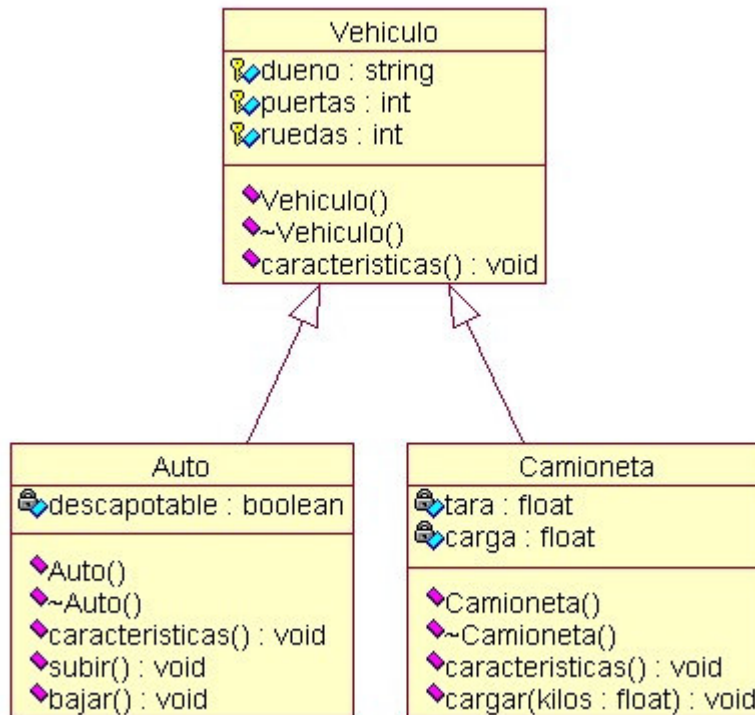 Vehiculo
dueno : string
puertas : int
ruedas : int
Vehiculo()
~Vehiculo()
caracteristicas() : void
Auto
descapotable : boolean
Auto()
~Auto()
caracteristicas() : void
subir() : void
bajar() : void
Camioneta
tara : float
carga : float
Camioneta()
~Camioneta()
caracteristicas() : void
cargar(kilos : float) : void